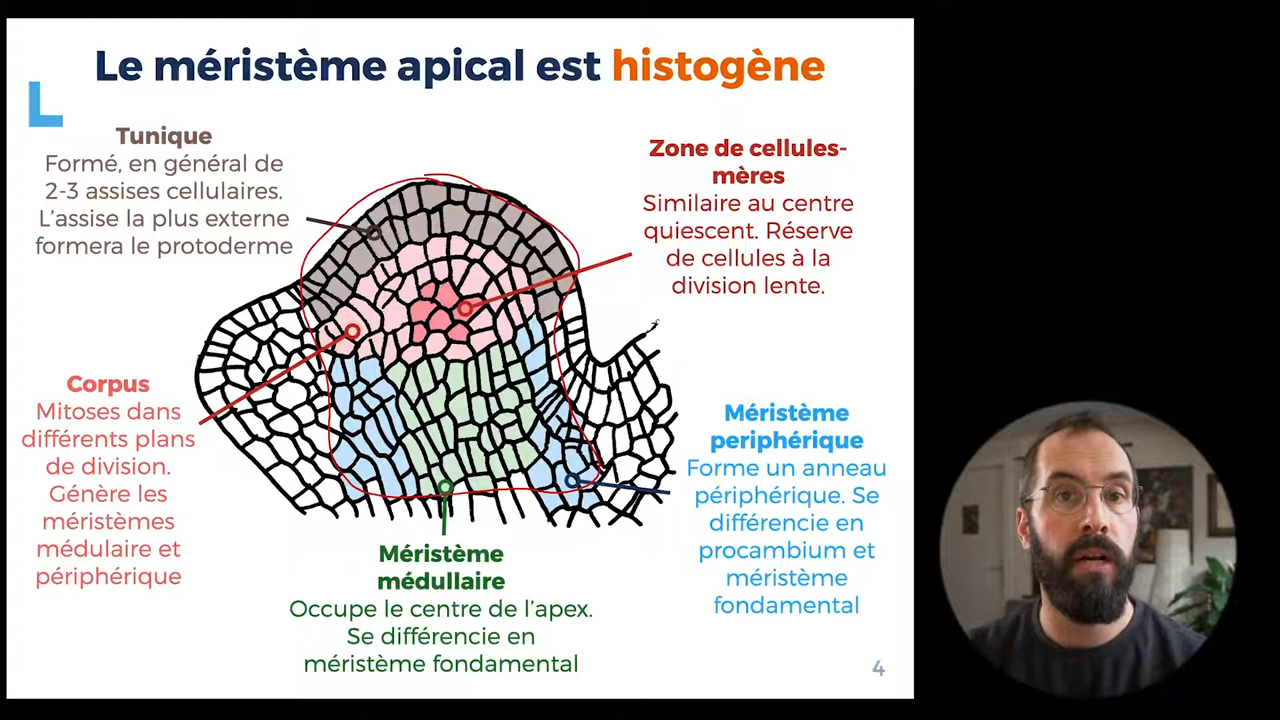 Le méristème apical est histogène
Tunique
Formé, en général de
2-3 assises cellulaires.
L'assise la plus externe
formera le protoderme
Zone de cellules-
mères
Similaire au centre
quiescent. Réserve
de cellules à la
division lente.
Corpus
Mitoses dans
différents plans
de division.
Génère les
méristèmes
médulaire et
périphérique
Méristème
periphérique
Forme un anneau
périphérique. Se
différencie en
procambium et
méristème
fondamental
Méristème
médullaire
Occupe le centre de l'apex.
Se différencie en
méristème fondamental
4